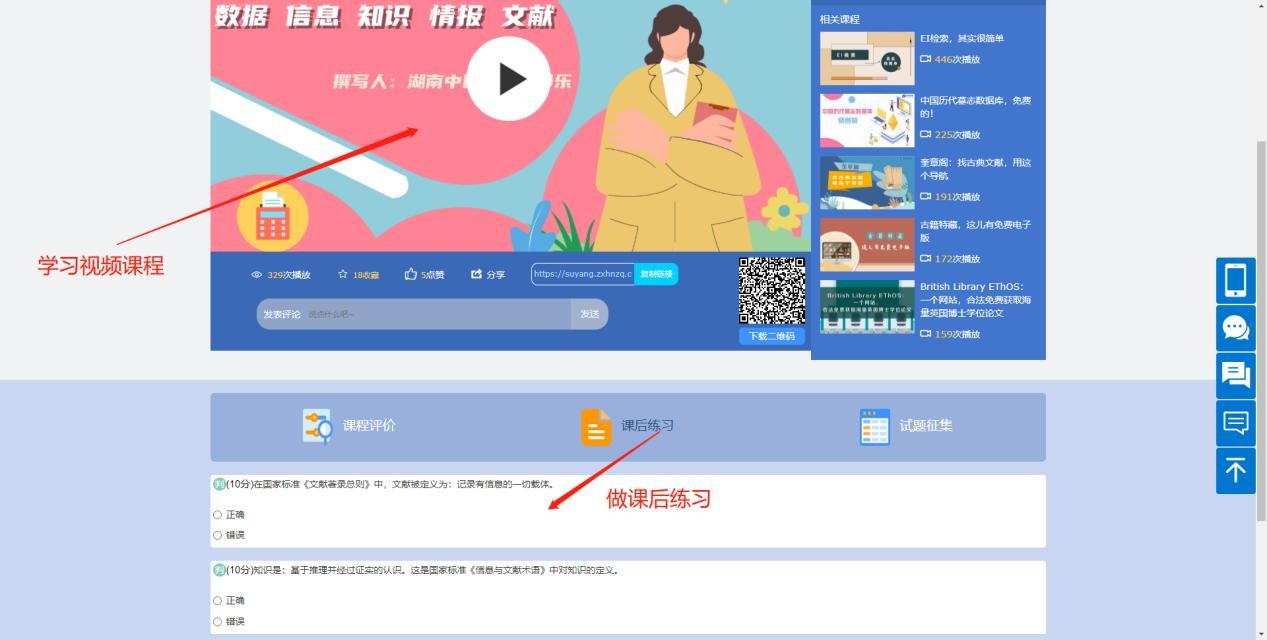 数据 信息 知识 情报 文献
撰写人：湖南中
乐
学习视频课程
329次播放
18收藏
5点赞
分享
https://suyang.zxhnzq.c
复制链接
发表评论
说点什么吧~
发送
下载二维码
相关课程
EI检索，其实很简单
446次播放
中国历代墓志数据库，免费
的！
225次播放
奎章阁：找古典文献，用这
个导航
191次播放
古籍特藏，这儿有免费电子
版
172次播放
British Library EThOS：
一个网站，合法免费获取海
量英国博士学位论文
159次播放
课程评价
课后练习
试题征集
判(10分)在国家标准《文献著录总则》中，文献被定义为：记录有信息的一切载体。
正确
错误
做课后练习
判(10分)知识是：基于推理并经过证实的认识。这是国家标准《信息与文献术语》中对知识的定义。
正确
错误